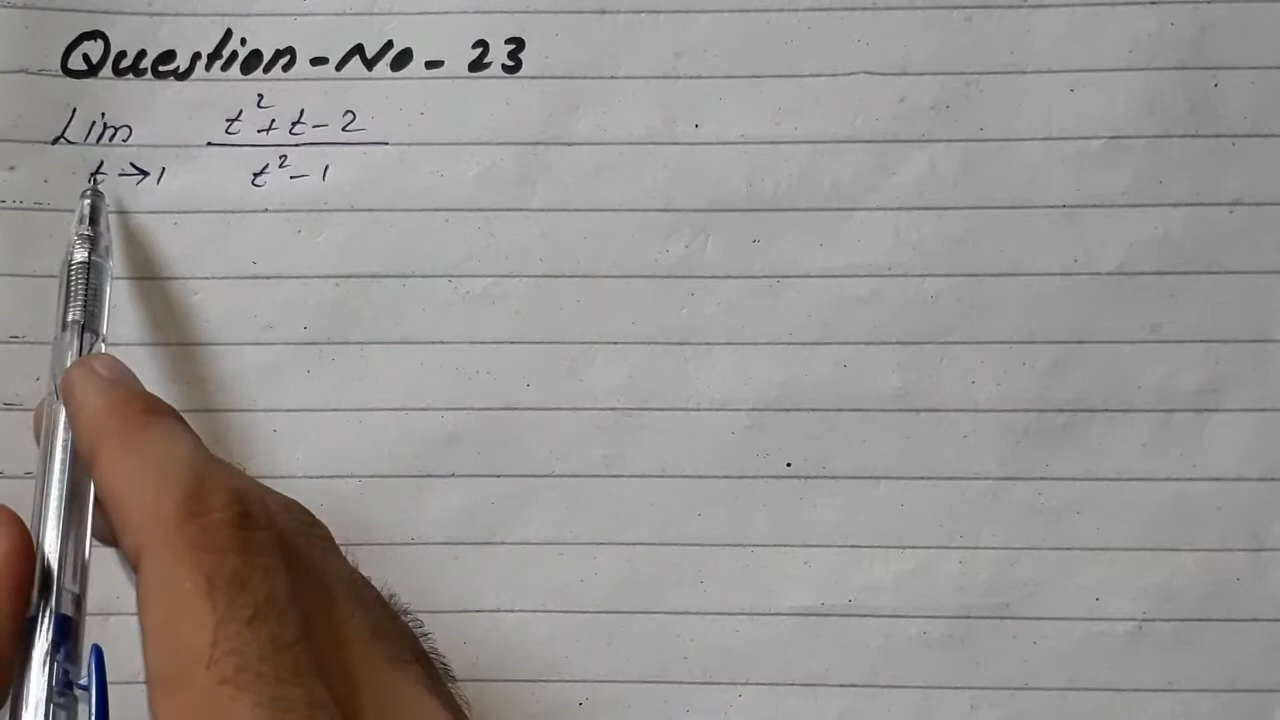 Question-No- 23
Lim t²+t-2
t→1 t²-1